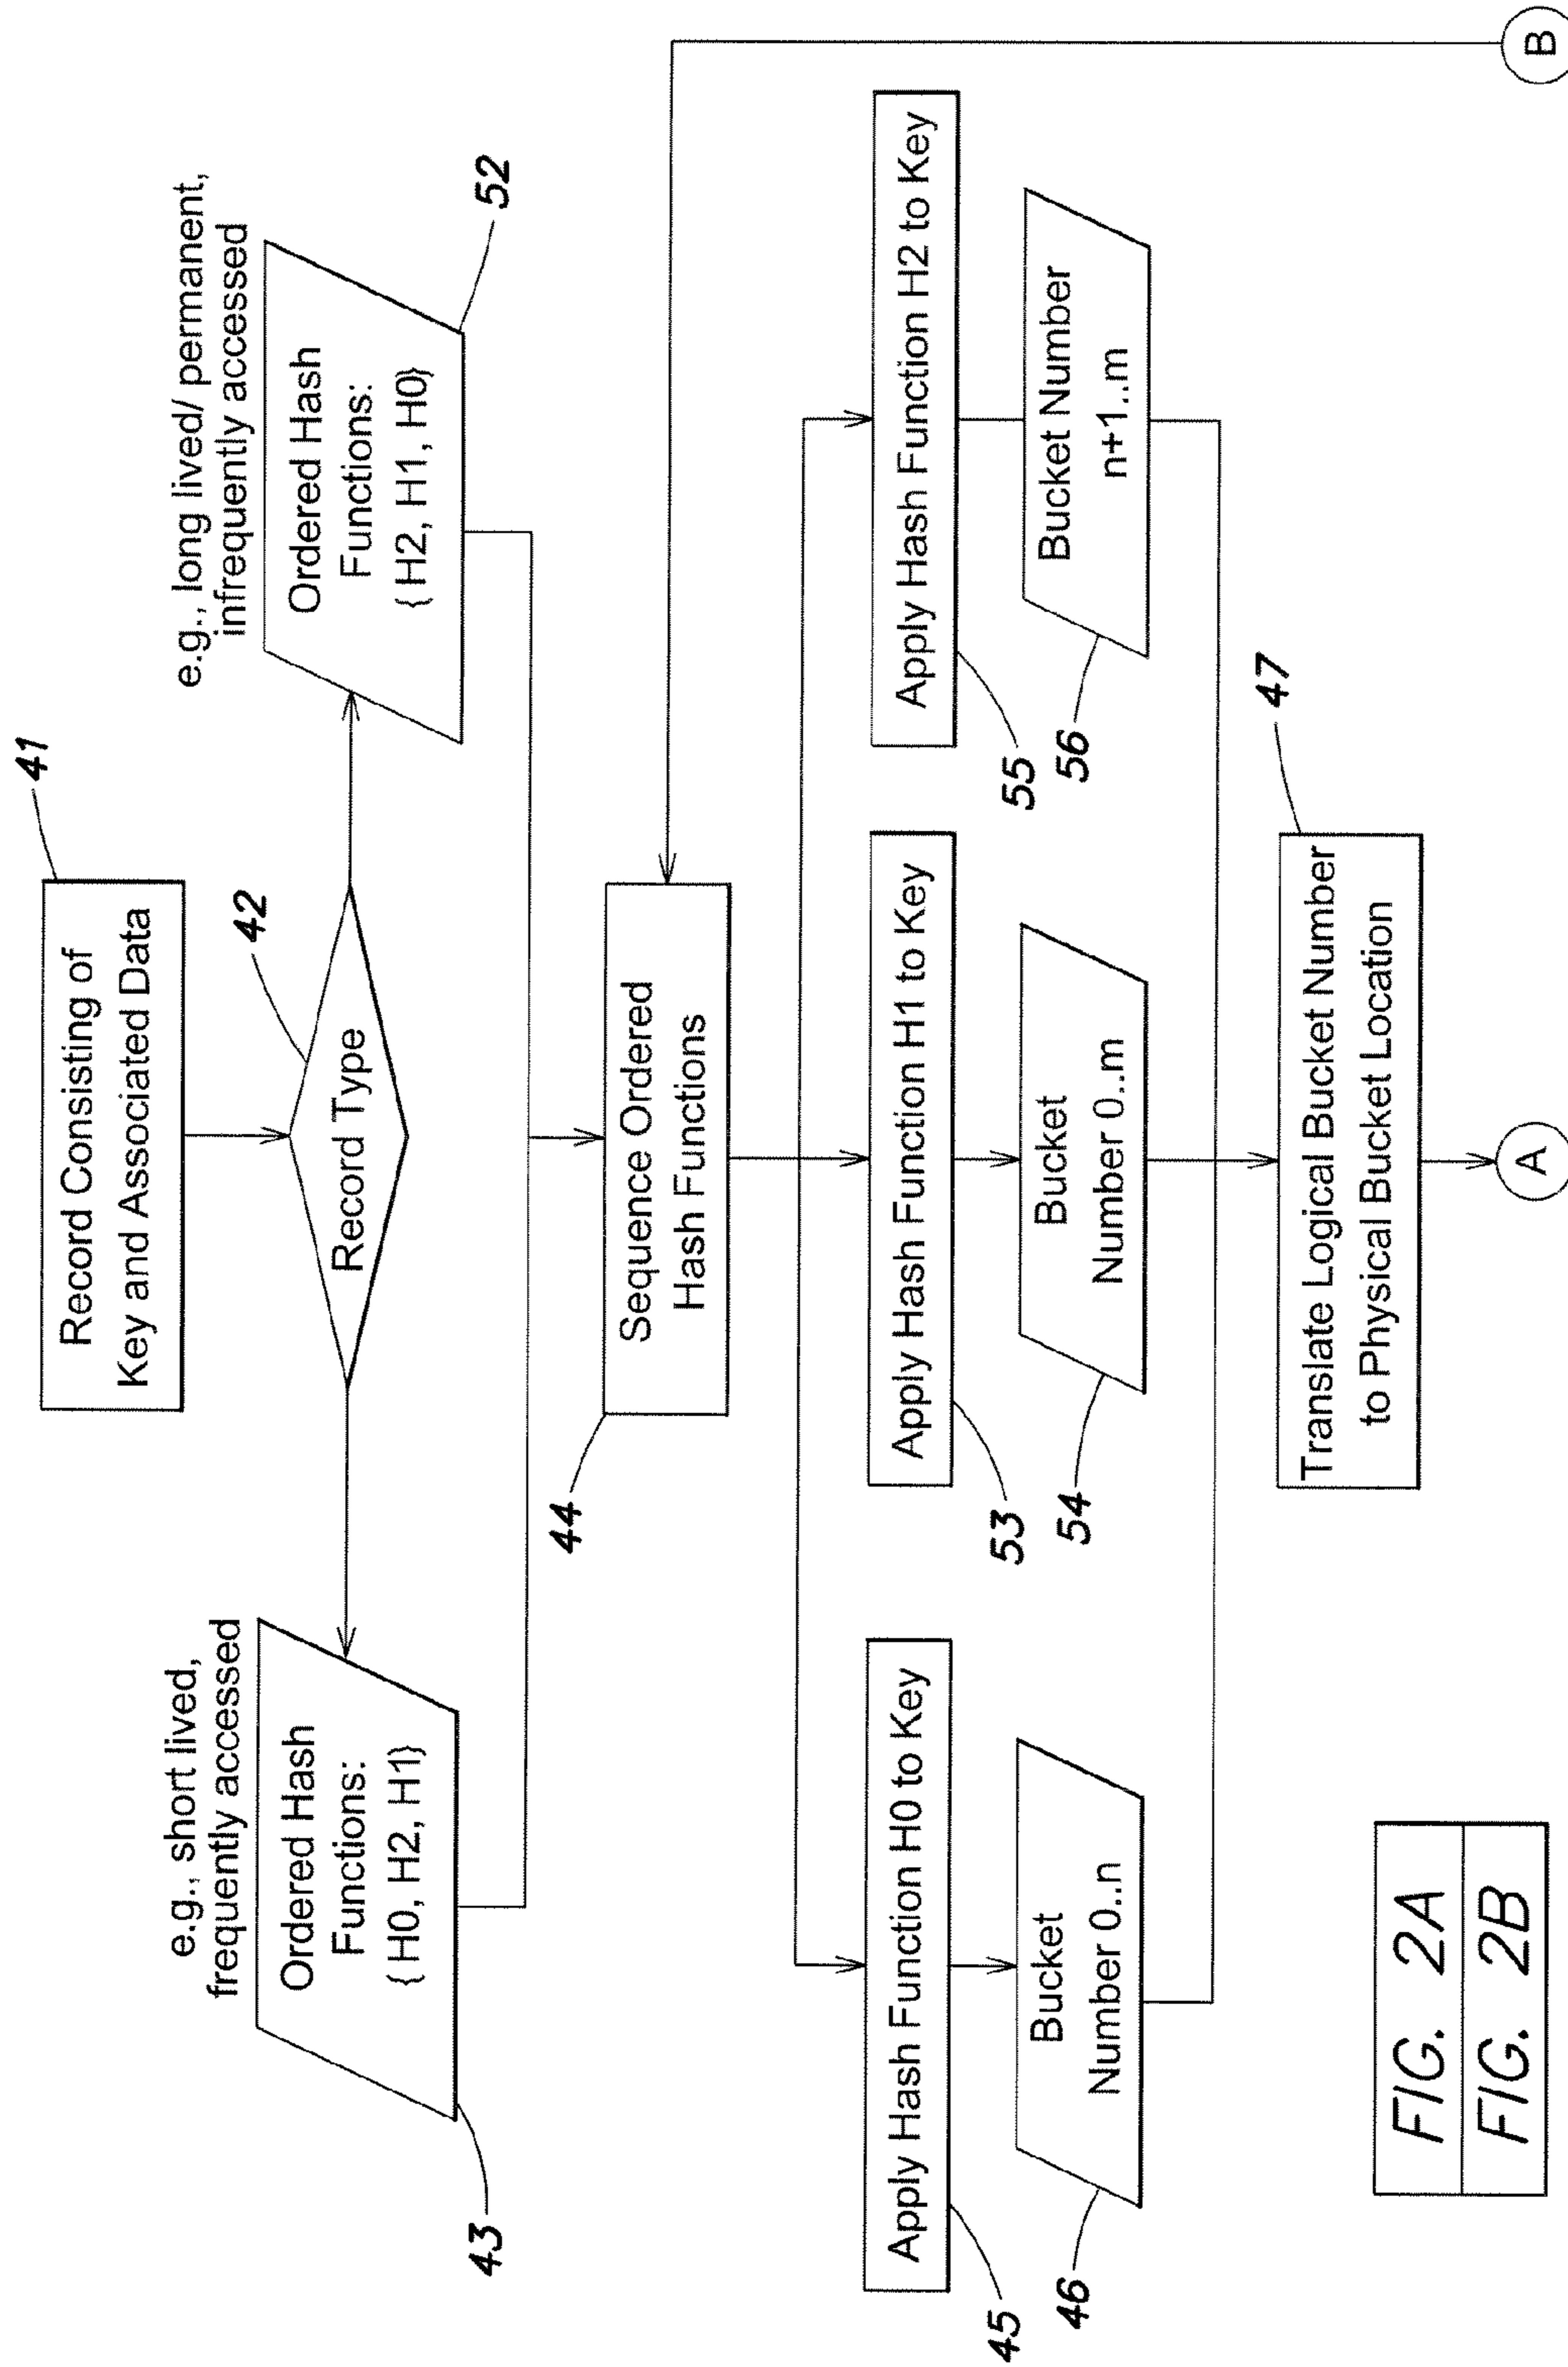 41
Record Consisting of
Key and Associated Data
42
Record Type
e.g., short lived,
frequently accessed
Ordered Hash
Functions:
{ H0, H2, H1}
43
e.g., long lived/ permanent,
infrequently accessed
Ordered Hash
Functions:
{ H2, H1, H0}
52
44
Sequence Ordered
Hash Functions
Apply Hash Function H0 to Key
45
Apply Hash Function H1 to Key
53
Apply Hash Function H2 to Key
55
Bucket
Number 0..n
46
Bucket
Number 0..m
54
Bucket Number
n+1..m
56
47
Translate Logical Bucket Number
to Physical Bucket Location
A
B
FIG. 2A
FIG. 2B